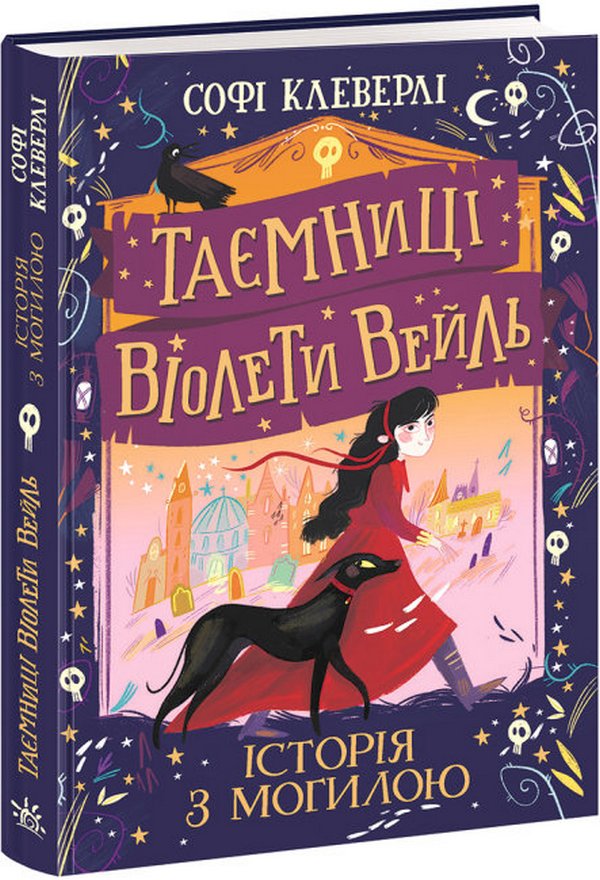 СОФІ КЛЕВЕРЛІ
ТАЄМНИЦІ
ВІОЛЕТИ ВЕЙЛЬ
ІСТОРІЯ
З МОГИЛОЮ
СОФІ
КЛЕВЕРЛІ
ІСТОРІЯ
З МОГИЛОЮ
ТАЄМНИЦІ ВІОЛЕТИ ВЕЙЛЬ